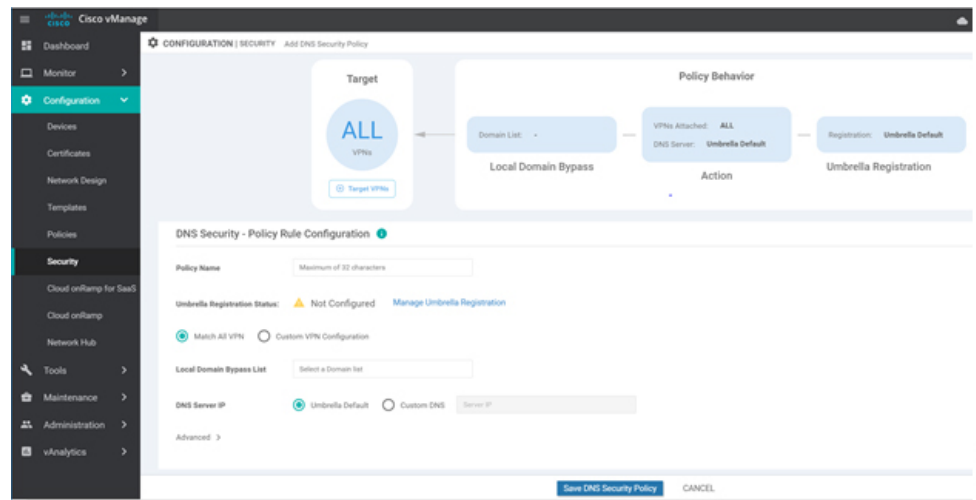 CISCO Cisco vManage
Dashboard
Monitor
Configuration
Devices
Certificates
Network Design
Templates
Policies
Security
Cloud onRamp for SaaS
Cloud onRamp
Network Hub
Tools
Maintenance
Administration
vAnalytics
CONFIGURATION | SECURITY Add DNS Security Policy
Target
ALL
VPNs
Target VPNs
Policy Behavior
Domain List: -
Local Domain Bypass
VPNs Attached: ALL
DNS Server: Umbrella Default
Action
Registration: Umbrella Default
Umbrella Registration
DNS Security - Policy Rule Configuration
Policy Name Maximum of 32 characters
Umbrella Registration Status: Not Configured Manage Umbrella Registration
Match All VPN Custom VPN Configuration
Local Domain Bypass List Select a Domain list
DNS Server IP Umbrella Default Custom DNS Server IP
Advanced >
Save DNS Security Policy CANCEL